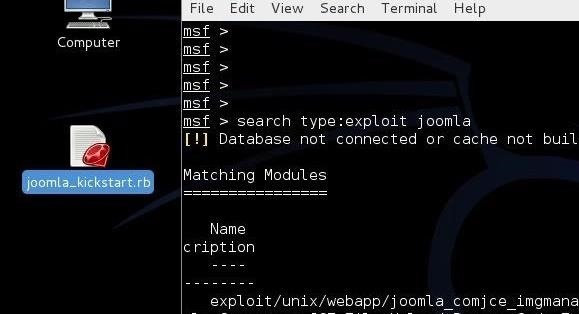 File Edit View Search Terminal Help
Computer
joomla_kickstart.rb
msf >
msf >
msf >
msf >
msf >
msf > search type:exploit joomla
[!] Database not connected or cache not buil
Matching Modules
================
Name
cription
----
--------
exploit/unix/webapp/joomla_comjce_imgmana